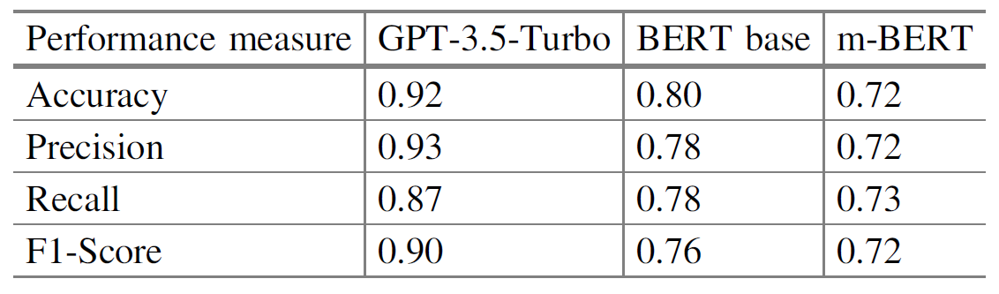 Performance measure GPT-3.5-Turbo BERT base m-BERT
Accuracy 0.92 0.80 0.72
Precision 0.93 0.78 0.72
Recall 0.87 0.78 0.73
F1-Score 0.90 0.76 0.72